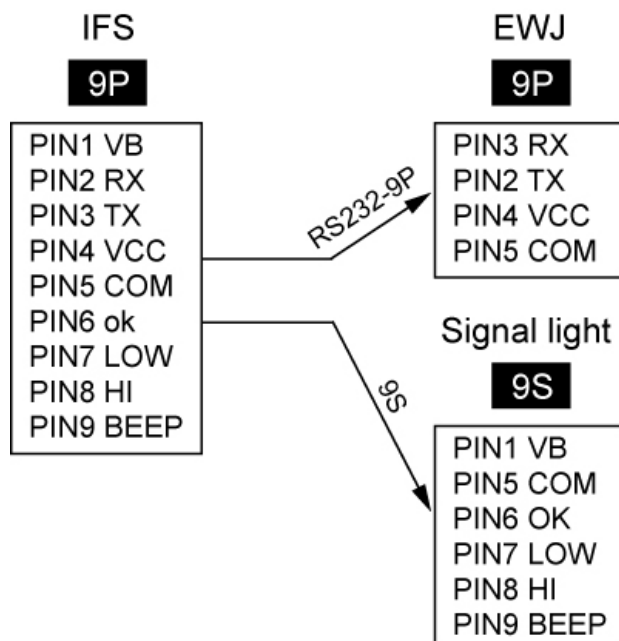 IFS
9P
PIN1 VB
PIN2 RX
PIN3 TX
PIN4 VCC
PIN5 COM
PIN6 ok
PIN7 LOW
PIN8 HI
PIN9 BEEP
RS232-9P
9S
EWJ
9P
PIN3 RX
PIN2 TX
PIN4 VCC
PIN5 COM
Signal light
9S
PIN1 VB
PIN5 COM
PIN6 OK
PIN7 LOW
PIN8 HI
PIN9 BEEP